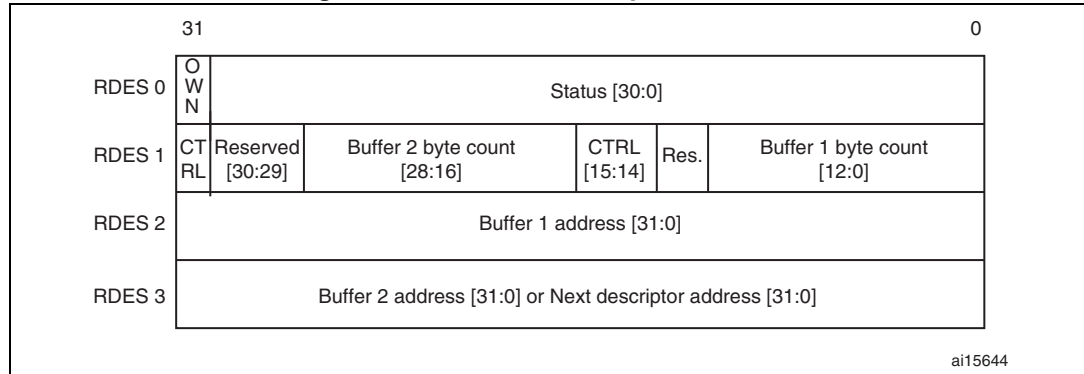 31 0
RDES 0
O
W
N
Status [30:0]
RDES 1
CT
RL
Reserved
[30:29]
Buffer 2 byte count
[28:16]
CTRL
[15:14]
Res.
Buffer 1 byte count
[12:0]
RDES 2
Buffer 1 address [31:0]
RDES 3
Buffer 2 address [31:0] or Next descriptor address [31:0]
ai15644